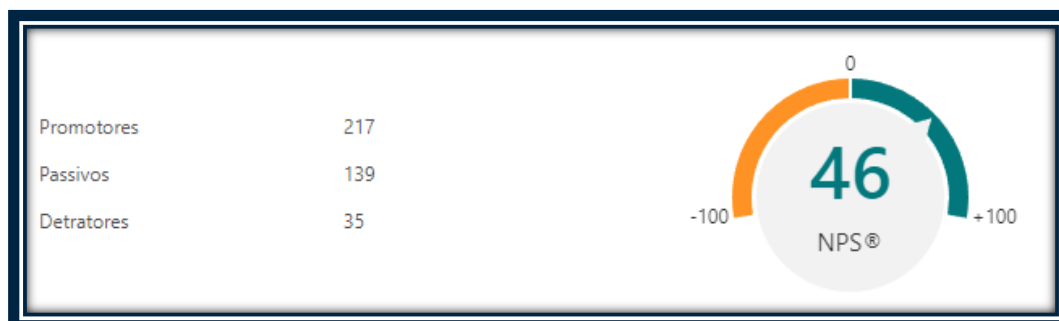 Promotores 217
Passivos 139
Detratores 35
0
-100
+100
46
NPS®